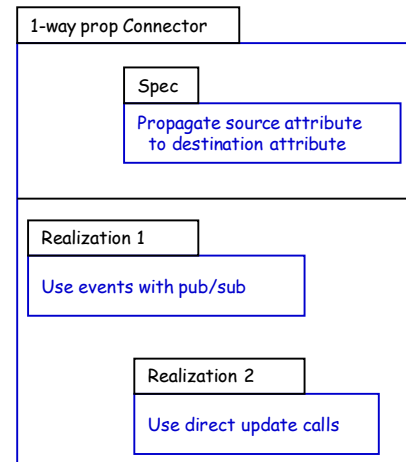 1-way prop Connector
Spec
Propagate source attribute
to destination attribute
Realization 1
Use events with pub/sub
Realization 2
Use direct update calls